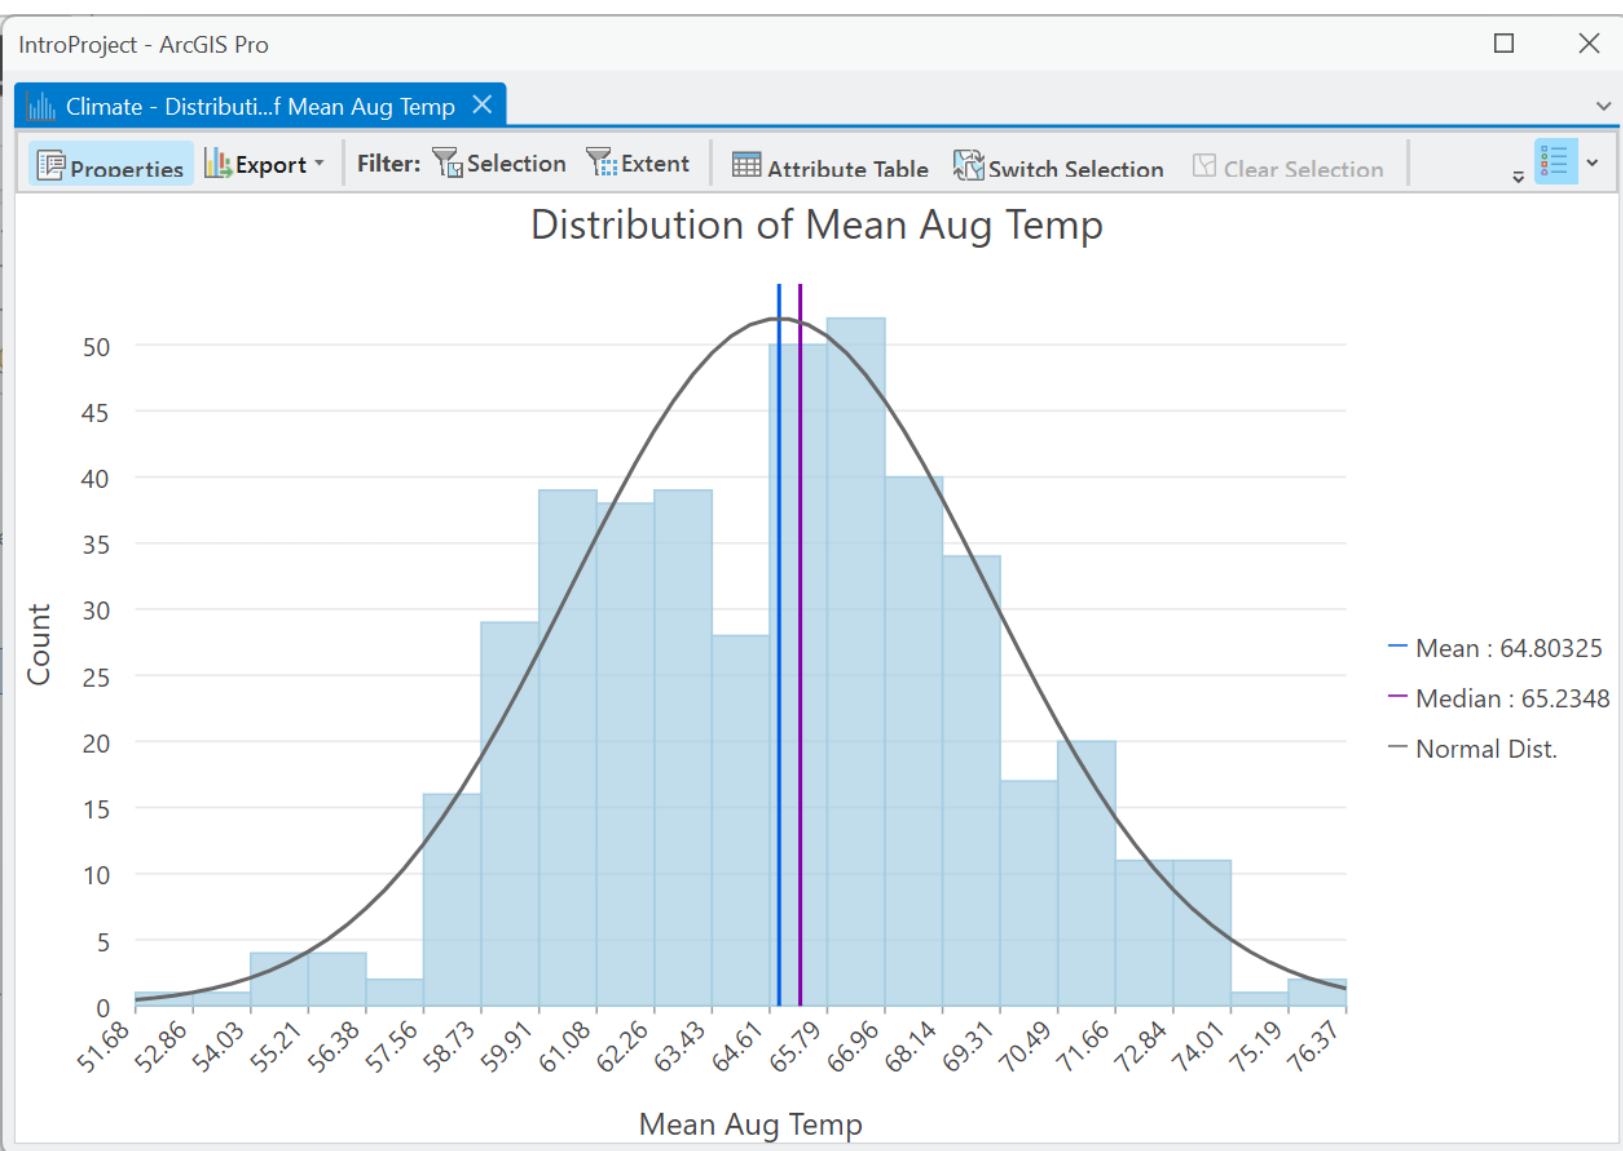 IntroProject - ArcGIS Pro
Climate - Distributi...f Mean Aug Temp
Properties Export Filter: Selection Extent Attribute Table Switch Selection Clear Selection
Distribution of Mean Aug Temp
50
45
40
35
30
25
20
15
10
5
0
Count
51.68 52.86 54.03 55.21 56.38 57.56 58.73 59.91 61.08 62.26 63.43 64.61 65.79 66.96 68.14 69.31 70.49 71.66 72.84 74.01 75.19 76.37
Mean Aug Temp
Mean : 64.80325
Median : 65.2348
Normal Dist.